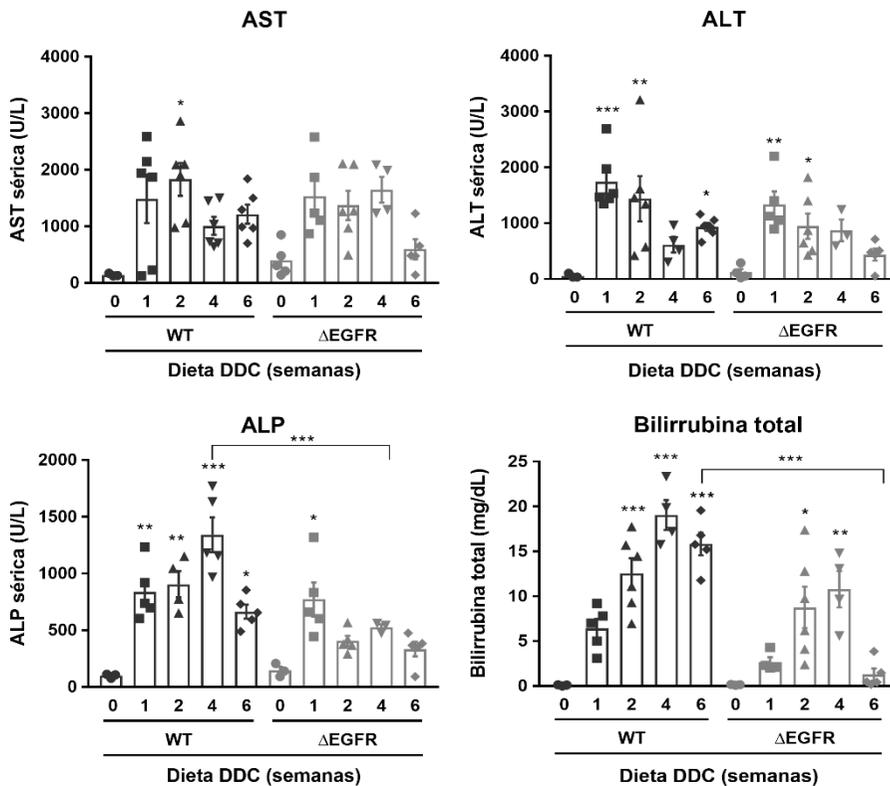 AST
AST sérica (U/L)
4000
3000
2000
1000
0
*
0 1 2 4 6 0 1 2 4 6
WT ΔEGFR
Dieta DDC (semanas)
ALT
ALT sérica (U/L)
4000
3000
2000
1000
0
*** ** * ** *
0 1 2 4 6 0 1 2 4 6
WT ΔEGFR
Dieta DDC (semanas)
ALP
***
ALP sérica (U/L)
2000
1500
1000
500
0
** ** *** * *
0 1 2 4 6 0 1 2 4 6
WT ΔEGFR
Dieta DDC (semanas)
Bilirrubina total
***
Bilirrubina total (mg/dL)
25
20
15
10
5
0
*** *** *** * **
0 1 2 4 6 0 1 2 4 6
WT ΔEGFR
Dieta DDC (semanas)